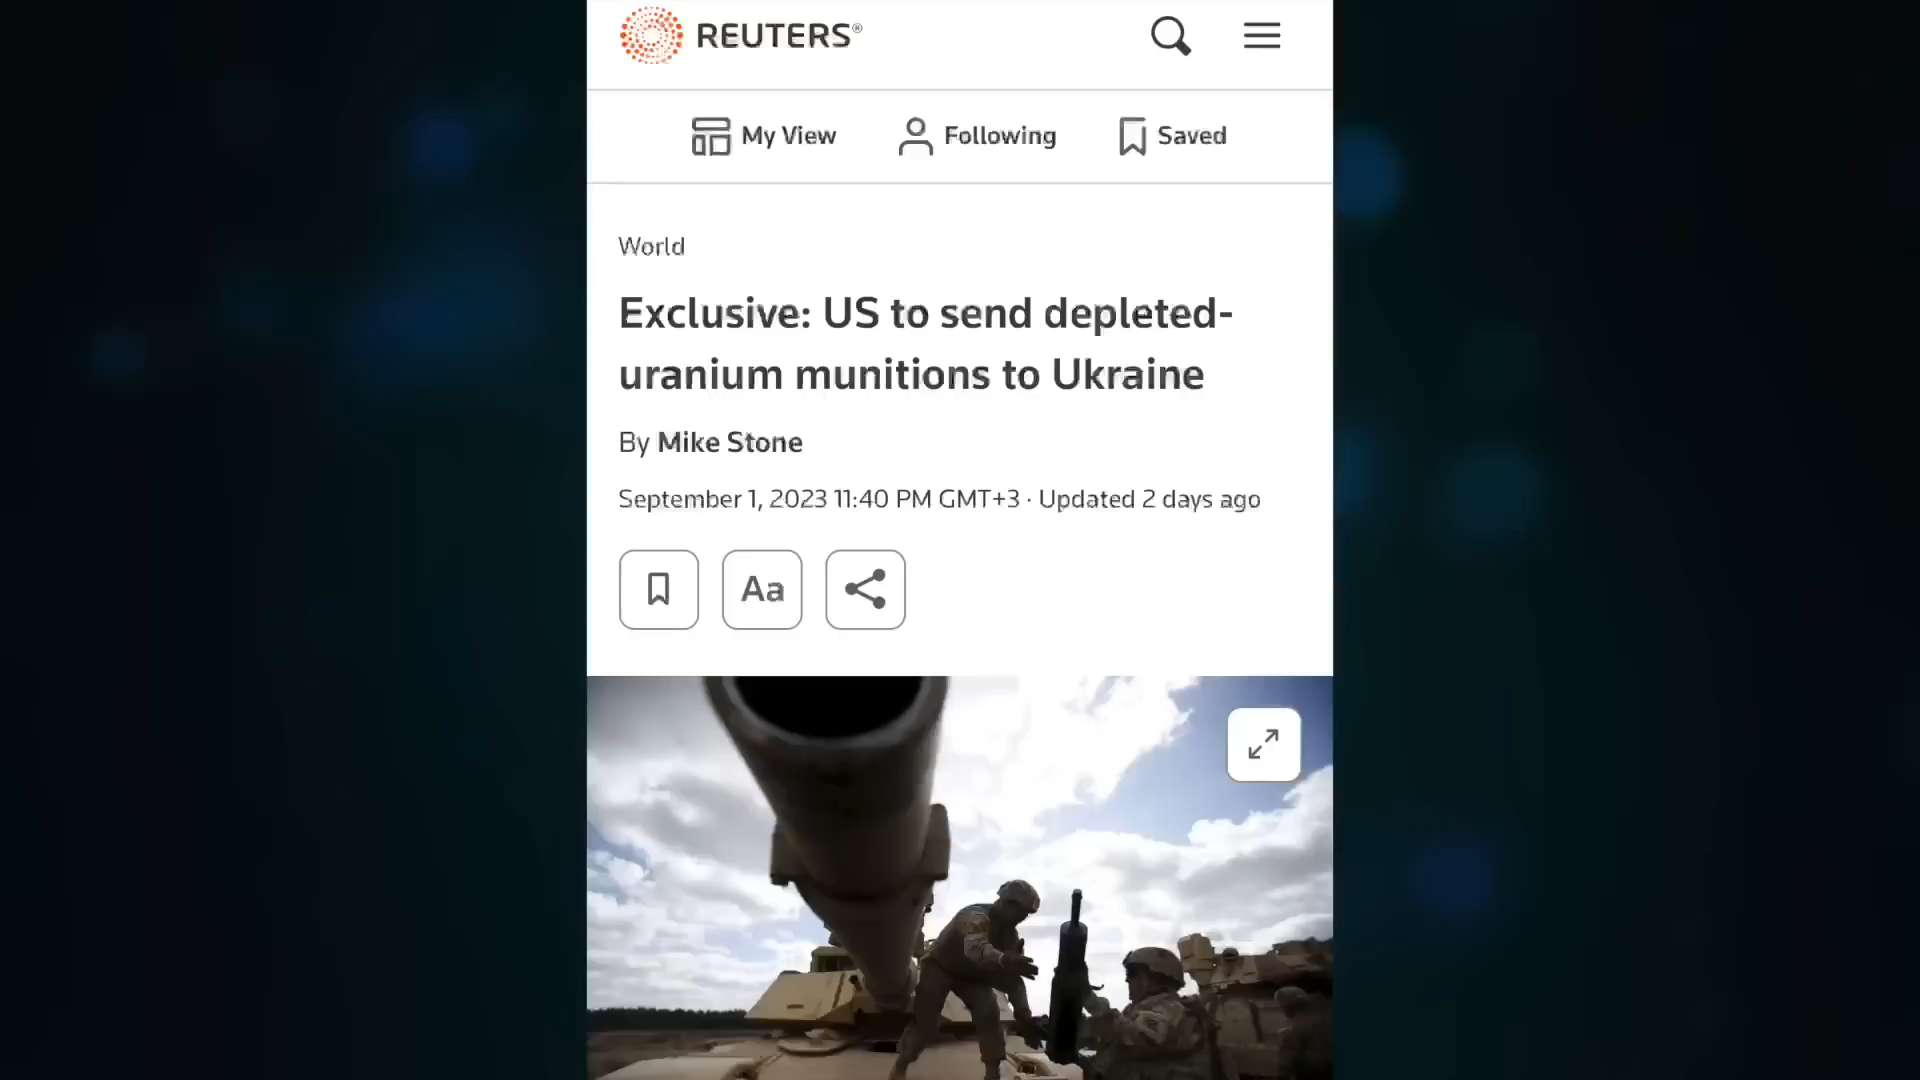 REUTERS®
My View
Following
Saved
World
Exclusive: US to send depleted-
uranium munitions to Ukraine
By Mike Stone
September 1, 2023 11:40 PM GMT+3 · Updated 2 days ago
Aa